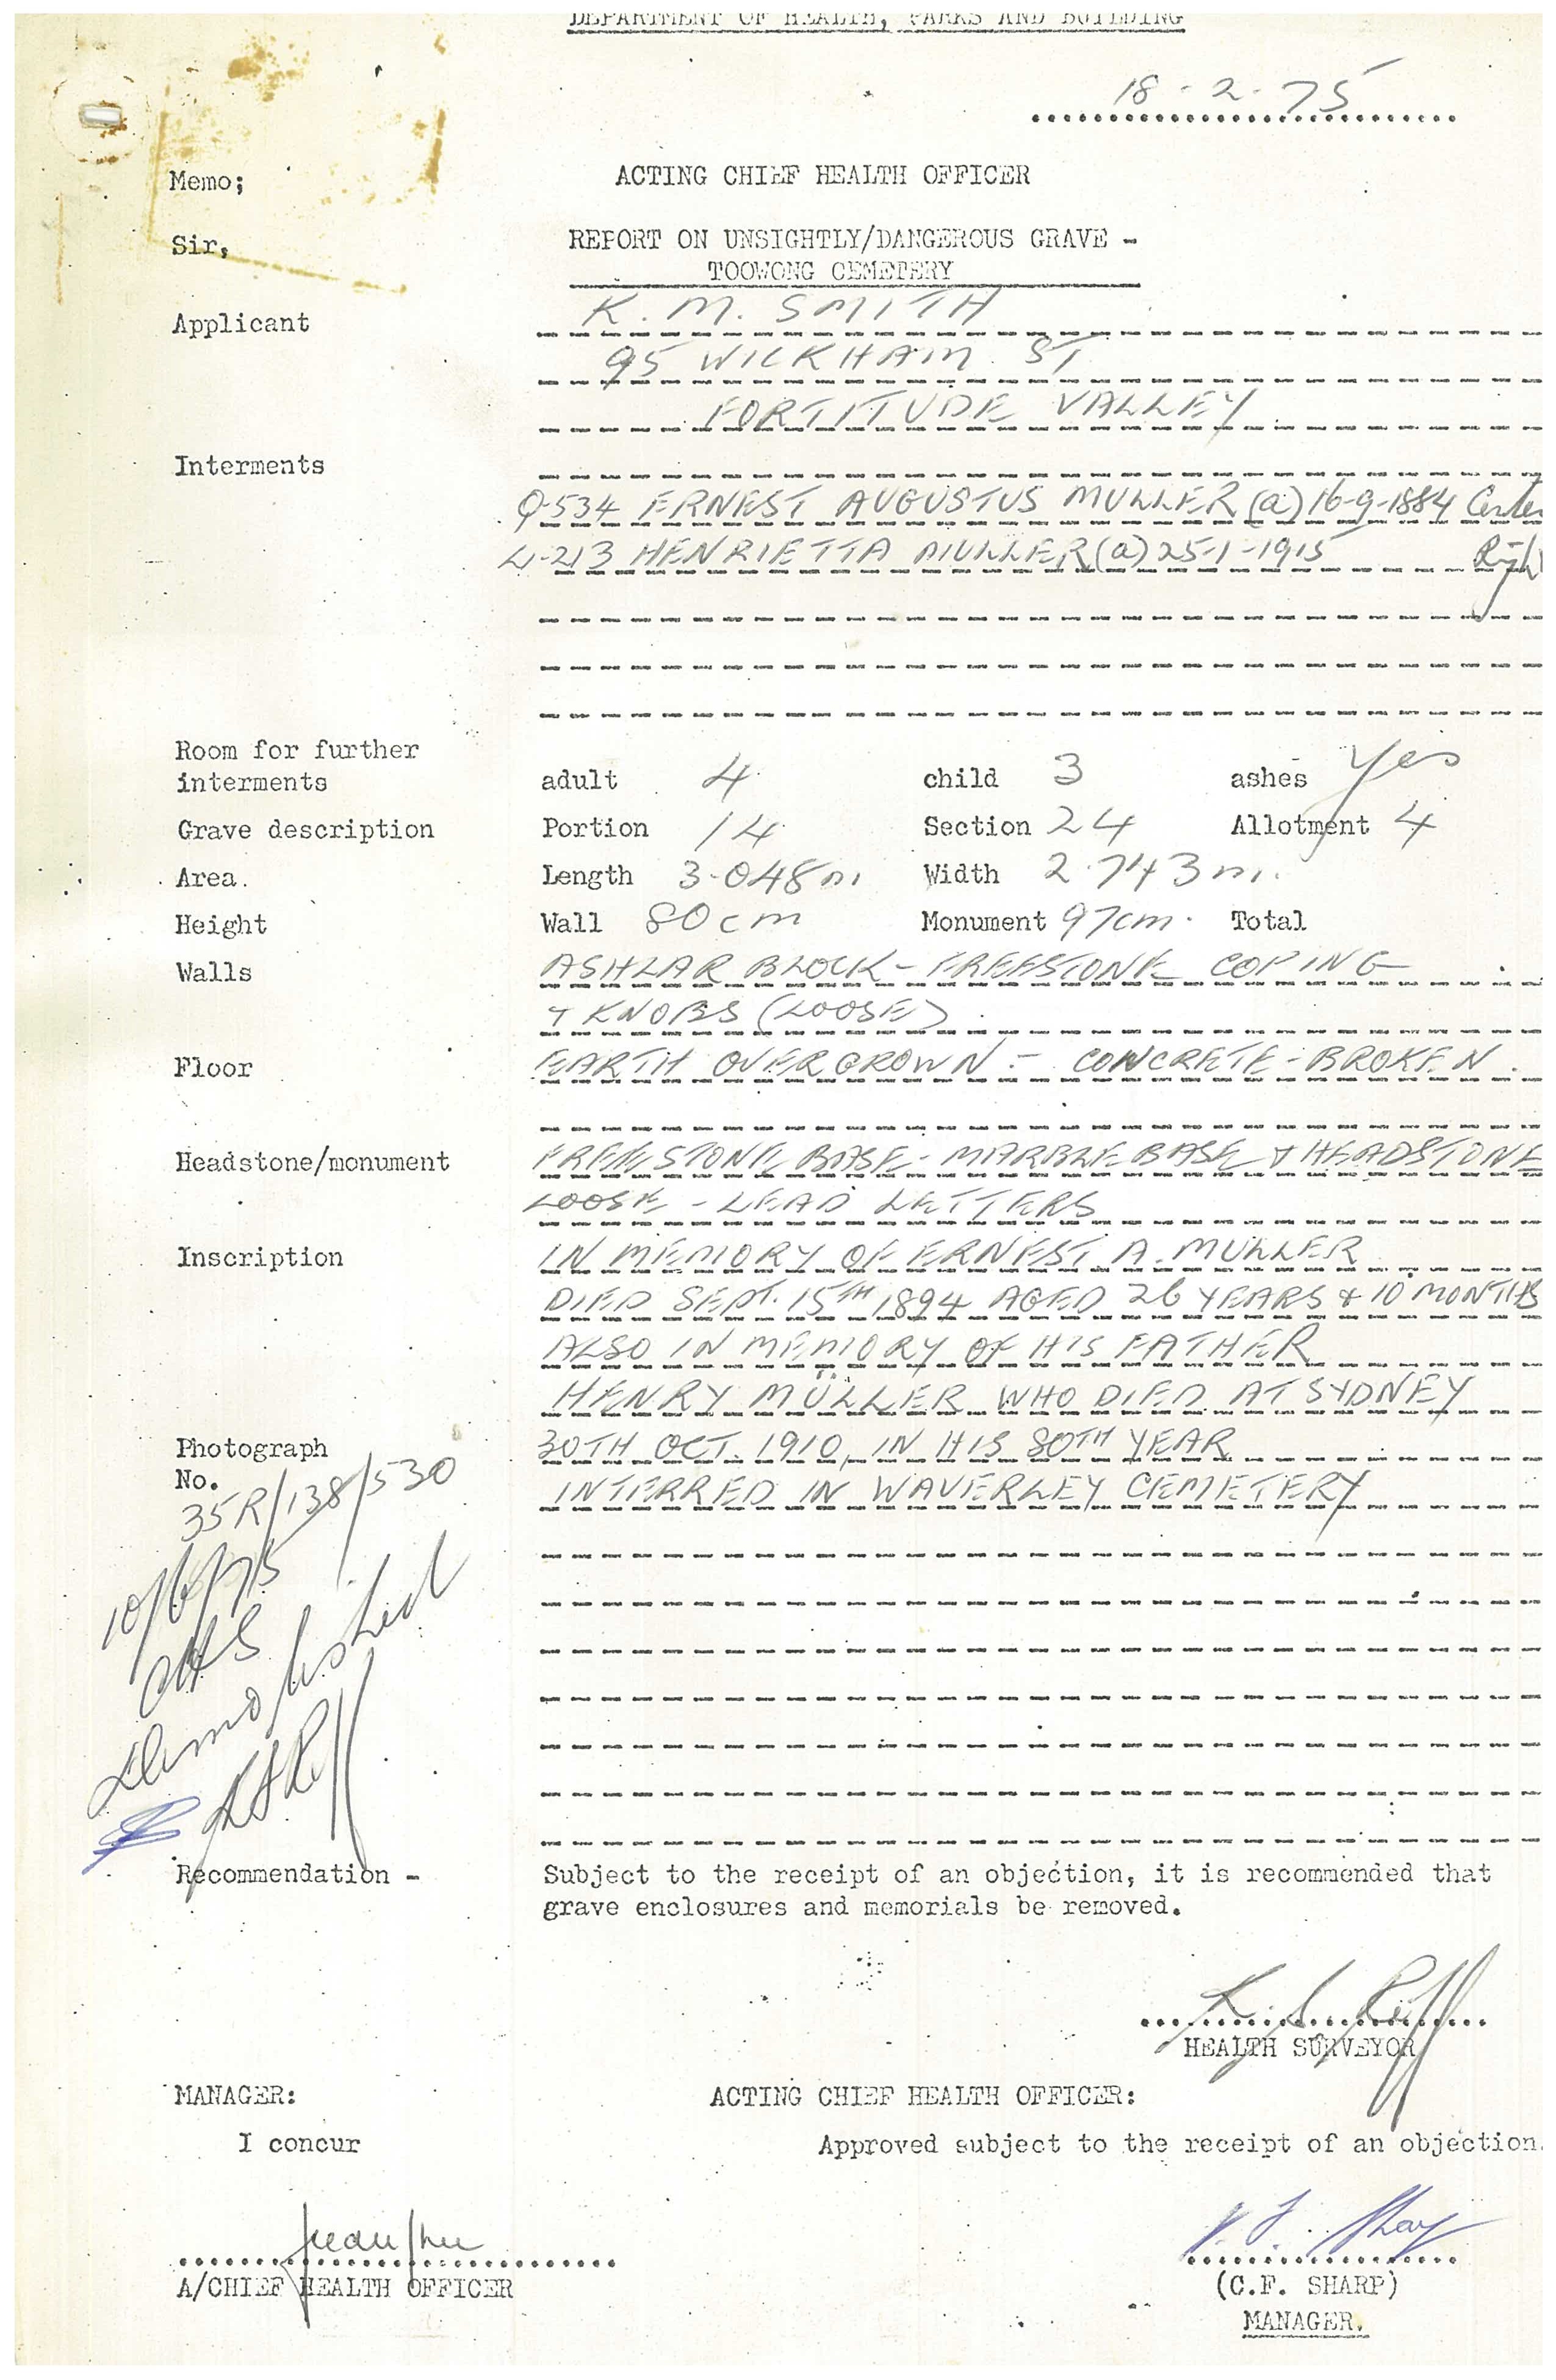 DEPARTMENT OF HEALTH, PARKS AND BUILDING
18-2-75
Memo; ACTING CHIEF HEALTH OFFICER
Sir, REPORT ON UNSIGHTLY/DANGEROUS GRAVE -
TOOWONG CEMETERY
Applicant K. M. SMITH
95 WICKHAM ST
FORTITUDE VALLEY
Interments
Q-534 ERNEST AUGUSTUS MULLER (a) 16-9-1884 Center
4-213 HENRIETTA MULLER (a) 25-1-1915 Righ
Room for further
interments adult 4 child 3 ashes Yes
Grave description Portion 14 Section 24 Allotment 4
Area. Length 3.048m Width 2.743m.
Height Wall 80cm Monument 97cm. Total
Walls ASHLAR BLOCK - FREESTONE COPING
+ KNOBS (LOOSE)
Floor EARTH OVERGROWN - CONCRETE - BROKEN.
Headstone/monument FREESTONE BASE - MARBLE BASE & HEADSTONE
LOOSE - LEAD LETTERS
Inscription IN MEMORY OF ERNEST A. MULLER
DIED SEPT. 15TH 1894 AGED 26 YEARS & 10 MONTHS
ALSO IN MEMORY OF HIS FATHER
HENRY MÜLLER WHO DIED AT SYDNEY
Photograph 30TH OCT. 1910, IN HIS 80TH YEAR
No. INTERRED IN WAVERLEY CEMETERY
35R/138/530
10/6/75
Demolished
Recommendation - Subject to the receipt of an objection, it is recommended that
grave enclosures and memorials be removed.
HEALTH SURVEYOR
MANAGER: ACTING CHIEF HEALTH OFFICER:
I concur Approved subject to the receipt of an objection.
A/CHIEF HEALTH OFFICER (C.F. SHARP)
MANAGER.